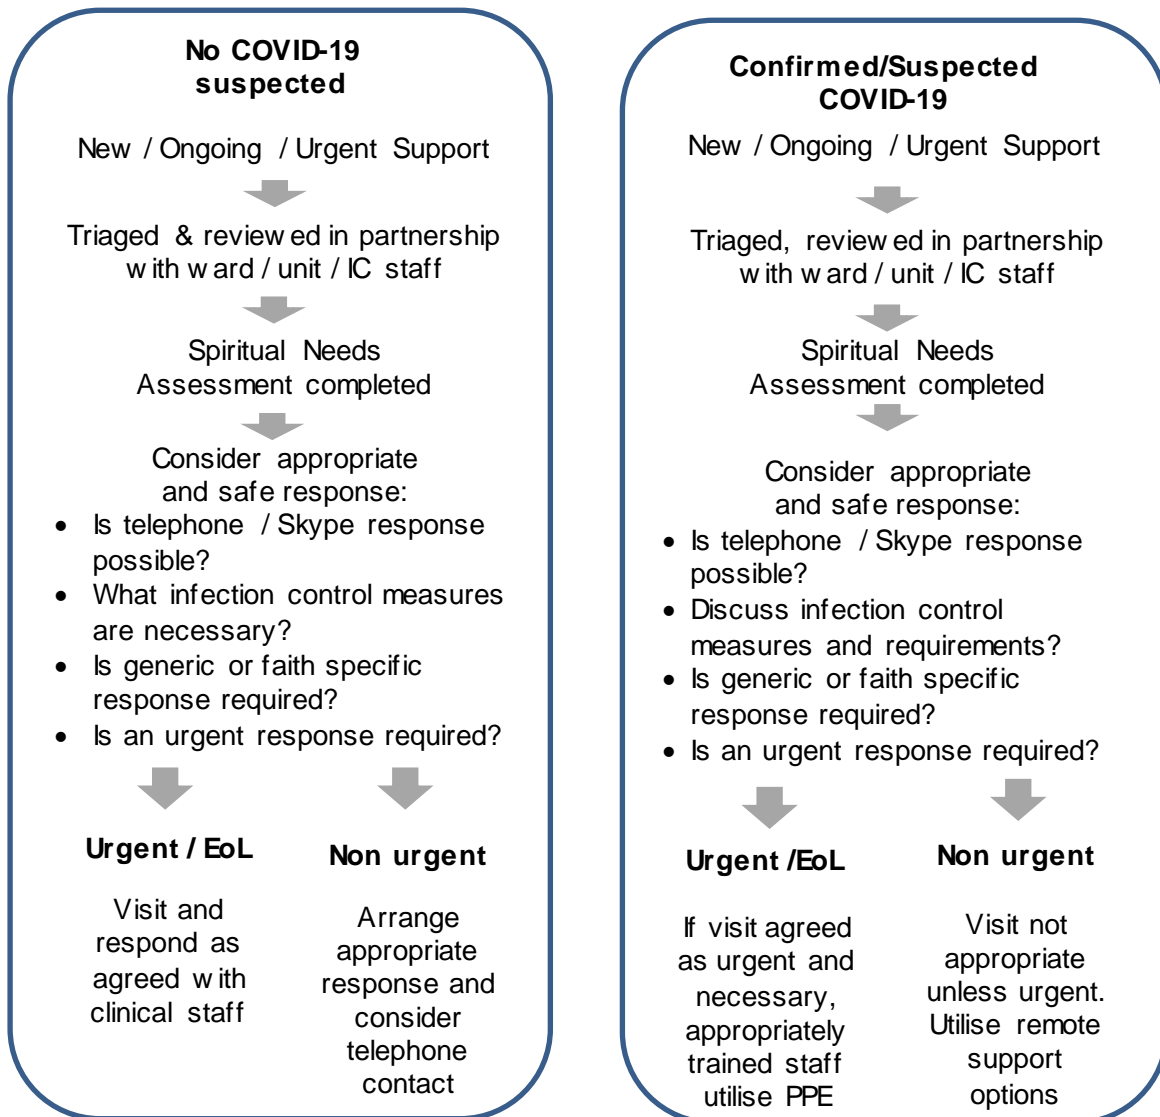 No COVID-19
suspected
New / Ongoing / Urgent Support
Triaged & reviewed in partnership
with ward / unit / IC staff
Spiritual Needs
Assessment completed
Consider appropriate
and safe response:
• Is telephone / Skype response
possible?
• What infection control measures
are necessary?
• Is generic or faith specific
response required?
• Is an urgent response required?
Urgent / EoL
Visit and
respond as
agreed with
clinical staff
Non urgent
Arrange
appropriate
response and
consider
telephone
contact
Confirmed/Suspected
COVID-19
New / Ongoing / Urgent Support
Triaged, reviewed in partnership
with ward / unit / IC staff
Spiritual Needs
Assessment completed
Consider appropriate
and safe response:
• Is telephone / Skype response
possible?
• Discuss infection control
measures and requirements?
• Is generic or faith specific
response required?
• Is an urgent response required?
Urgent /EoL
If visit agreed
as urgent and
necessary,
appropriately
trained staff
utilise PPE
Non urgent
Visit not
appropriate
unless urgent.
Utilise remote
support
options